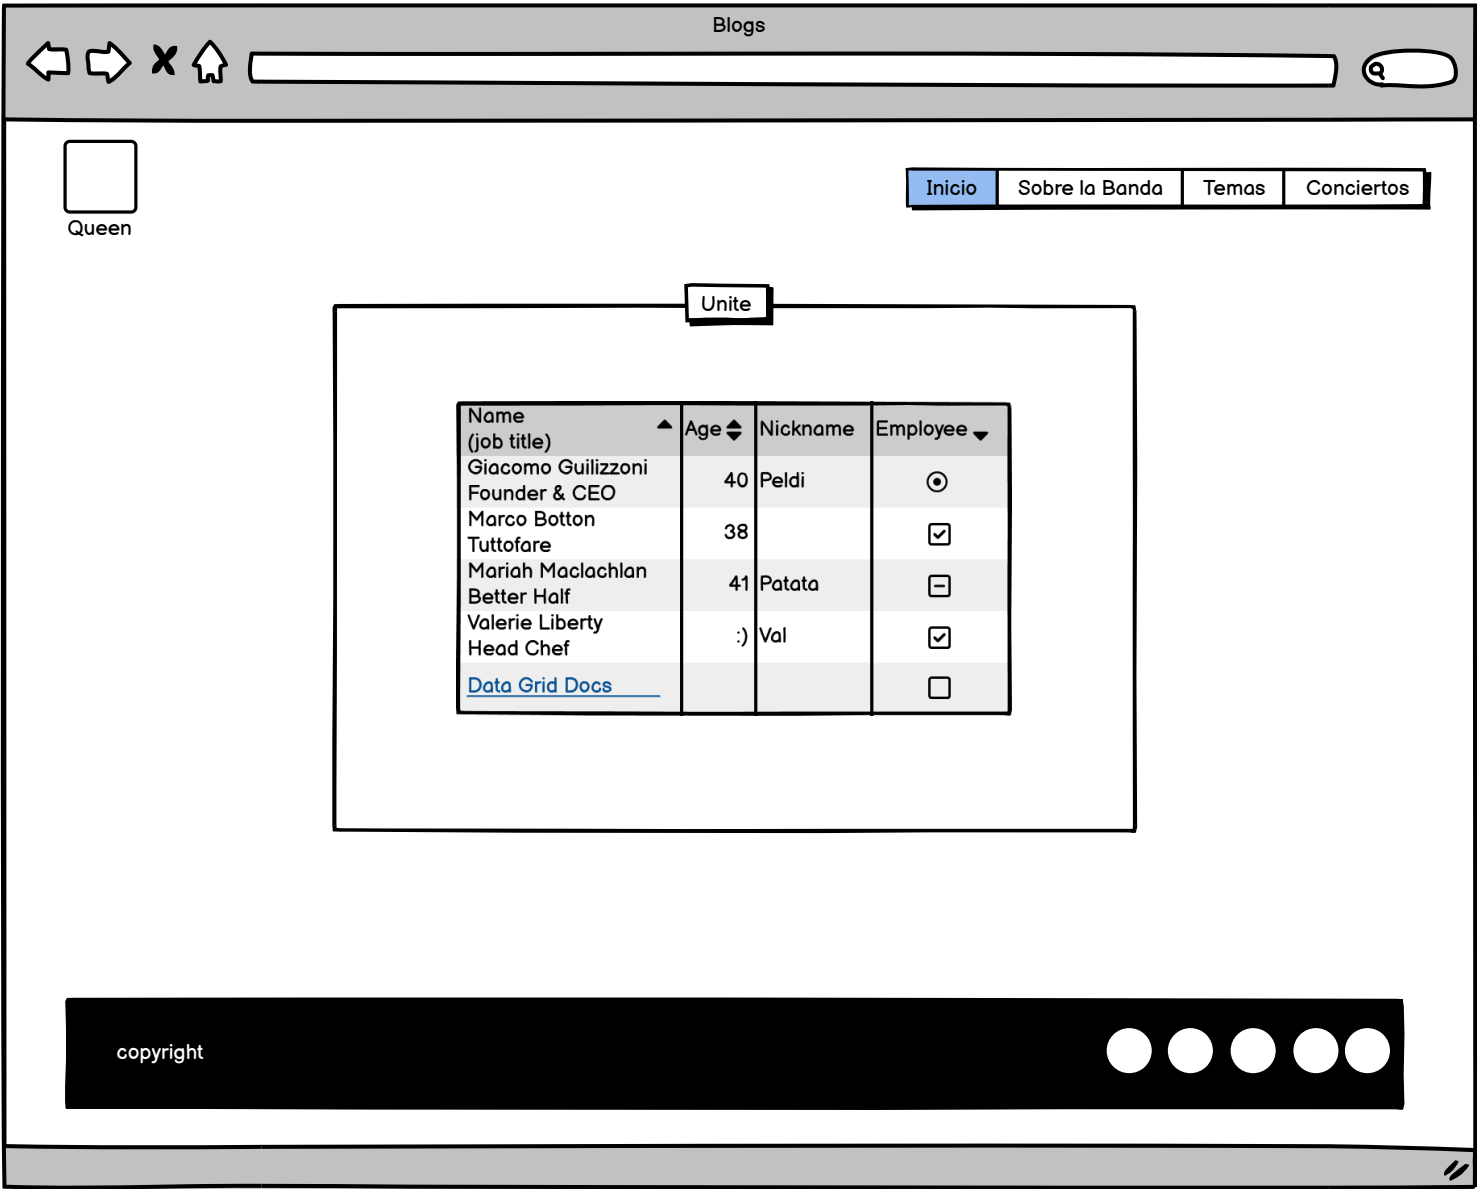 Blogs
Queen
Inicio Sobre la Banda Temas Conciertos
Unite
Name
(job title)
Age Nickname Employee
Giacomo Guilizzoni
Founder & CEO
40 Peldi
Marco Botton
Tuttofare
38
Mariah Maclachlan
Better Half
41 Patata
Valerie Liberty
Head Chef
:) Val
Data Grid Docs
copyright